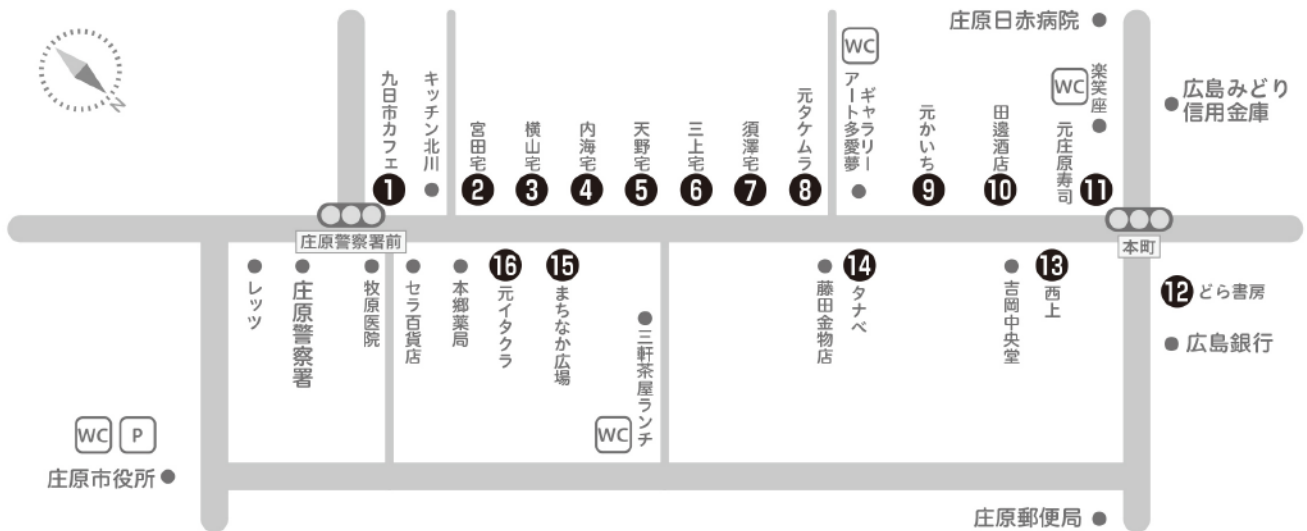 庄原日赤病院
WC
WC
楽笑座
広島みどり
信用金庫
N
九日市カフェ
キッチン北川
宮田宅
横山宅
内海宅
天野宅
三上宅
須澤宅
元タケムラ
ギャラリー
アート多愛夢
元かいち
田邊酒店
元庄原寿司
1
2
3
4
5
6
7
8
9
10
11
庄原警察署前
本町
レッツ
庄原警察署
牧原医院
セラ百貨店
本郷薬局
16
元イタクラ
15
まちなか広場
三軒茶屋ランチ
WC
藤田金物店
14
タナベ
吉岡中央堂
13
西上
12
どら書房
広島銀行
WC
P
庄原市役所
庄原郵便局